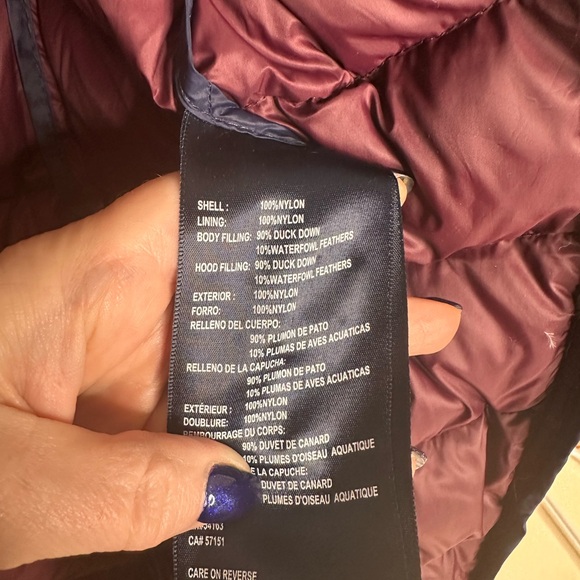 SHELL : 100%NYLON
LINING: 100%NYLON
BODY FILLING: 90% DUCK DOWN
10%WATERFOWL FEATHERS
HOOD FILLING: 90% DUCK DOWN
10%WATERFOWL FEATHERS
EXTERIOR : 100%NYLON
FORRO: 100%NYLON
RELLENO DEL CUERPO:
90% PLUMON DE PATO
10% PLUMAS DE AVES ACUATICAS
RELLENO DE LA CAPUCHA:
90% PLUMON DE PATO
10% PLUMAS DE AVES ACUATICAS
EXTÉRIEUR : 100%NYLON
DOUBLURE: 100%NYLON
REMBOURRAGE DU CORPS:
90% DUVET DE CANARD
10% PLUMES D'OISEAU AQUATIQUE
DE LA CAPUCHE:
DUVET DE CANARD
PLUMES D'OISEAU AQUATIQUE
54163
CA# 57151
CARE ON REVERSE